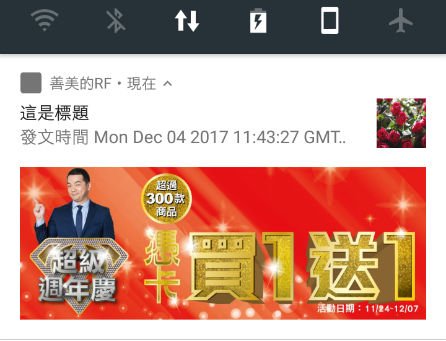 善美的RF • 現在
這是標題
發文時間 Mon Dec 04 2017 11:43:27 GMT..
超過
300款
商品
超級
週年慶
憑卡
買1送1
活動日期：11/24-12/07